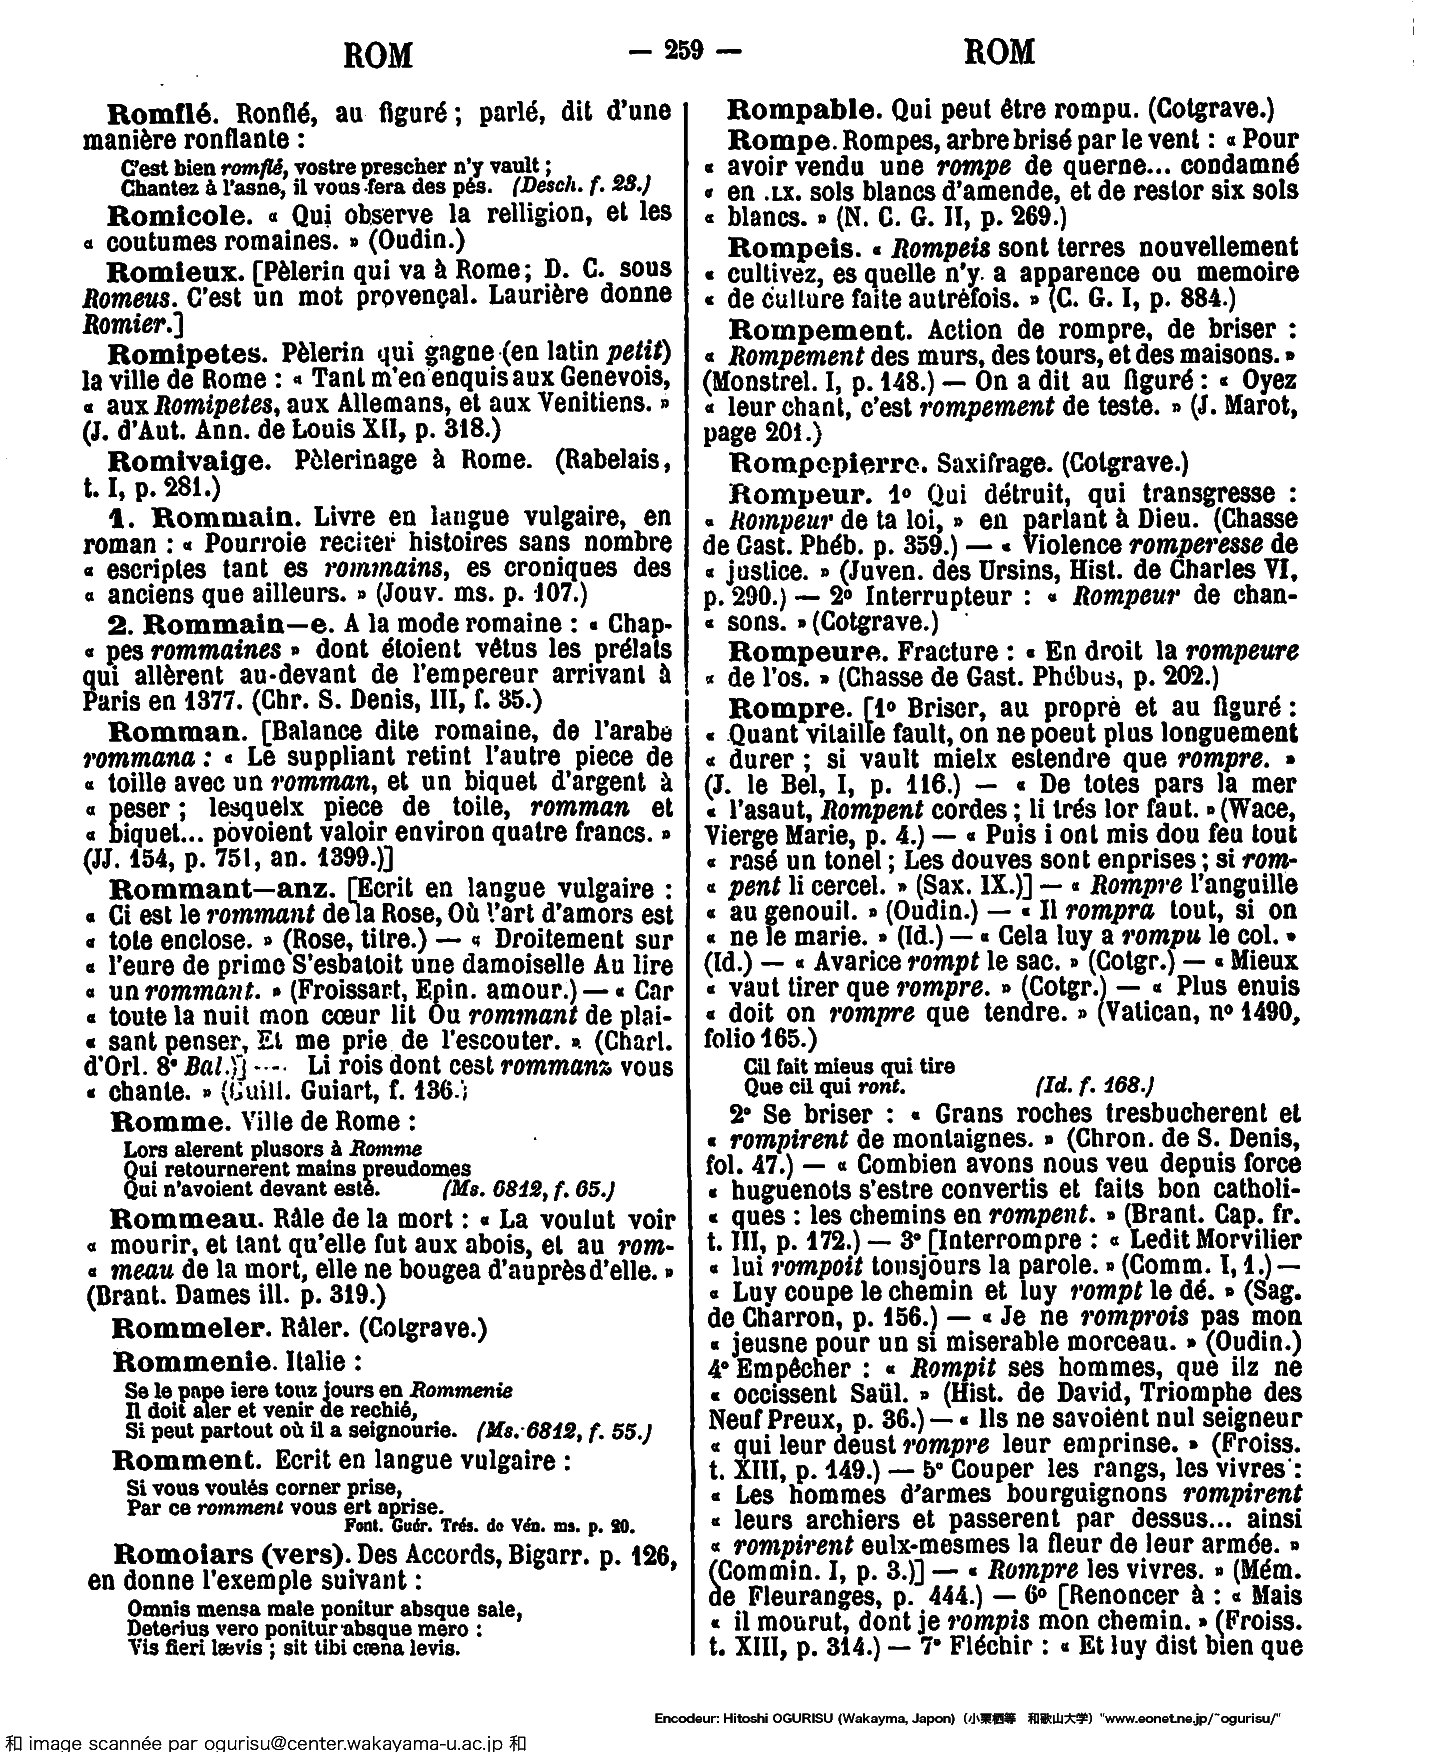 ROM
— 259 —
ROM
Romflé. Ronflé, au figuré ; parlé, dit d'une
manière ronflante :
C'est bien romflé, vostre prescher n'y vault ;
Chantez à l'asne, il vous fera des pés. (Desch. f. 23.)
Romicole. « Qui observe la relligion, et les
« coutumes romaines. » (Oudin.)
Romieux. [Pèlerin qui va à Rome; D. C. sous
Romeus. C'est un mot provençal. Laurière donne
Romier.]
Romipetes. Pèlerin qui gagne (en latin petit)
la ville de Rome : « Tant m'en enquis aux Genevois,
« aux Romipetes, aux Allemans, et aux Venitiens. »
(J. d'Aut. Ann. de Louis XII, p. 318.)
Romivaige. Pèlerinage à Rome. (Rabelais,
t. I, p. 281.)
1. Rommain. Livre en langue vulgaire, en
roman : « Pourroie reciter histoires sans nombre
« escriptes tant es rommains, es croniques des
« anciens que ailleurs. » (Jouv. ms. p. 107.)
2. Rommain—e. A la mode romaine : « Chap-
« pes rommaines » dont étoient vêtus les prélats
qui allèrent au-devant de l'empereur arrivant à
Paris en 1377. (Chr. S. Denis, III, f. 35.)
Romman. [Balance dite romaine, de l'arabe
rommana : « Le suppliant retint l'autre piece de
« toille avec un romman, et un biquet d'argent à
« peser ; lesquelx piece de toile, romman et
« biquet... povoient valoir environ quatre francs. »
(JJ. 154, p. 751, an. 1399.)]
Rommant—anz. [Ecrit en langue vulgaire :
« Ci est le rommant de la Rose, Où l'art d'amors est
« tote enclose. » (Rose, titre.) — « Droitement sur
« l'eure de prime S'esbatoit une damoiselle Au lire
« un rommant. » (Froissart, Epin. amour.) — « Car
« toute la nuit mon cœur lit Ou rommant de plai-
« sant penser, Et me prie de l'escouter. » (Charl.
d'Orl. 8e Bal.)] — Li rois dont cest rommanz vous
« chante. » (Guill. Guiart, f. 136.)
Romme. Ville de Rome :
Lors alerent plusors à Romme
Qui retournerent mains preudomes
Qui n'avoient devant esté. (Ms. 6812, f. 65.)
Rommeau. Râle de la mort : « La voulut voir
« mourir, et tant qu'elle fut aux abois, et au rom-
« meau de la mort, elle ne bougea d'auprès d'elle. »
(Brant. Dames ill. p. 319.)
Rommeler. Râler. (Cotgrave.)
Rommenie. Italie :
Se le pape iere touz jours en Rommenie
Il doit aler et venir de rechié,
Si peut partout où il a seignourie. (Ms. 6812, f. 55.)
Romment. Ecrit en langue vulgaire :
Si vous voulés corner prise,
Par ce romment vous ert aprise.
Font. Guér. Trés. de Vén. ms. p. 20.
Romoiars (vers). Des Accords, Bigarr. p. 126,
en donne l'exemple suivant :
Omnis mensa male ponitur absque sale,
Deterius vero ponitur absque mero :
Vis fieri lævis ; sit tibi cœna levis.
Rompable. Qui peut être rompu. (Cotgrave.)
Rompe. Rompes, arbre brisé par le vent : « Pour
« avoir vendu une rompe de querne... condamné
« en .LX. sols blancs d'amende, et de restor six sols
« blancs. » (N. C. G. II, p. 269.)
Rompeis. « Rompeis sont terres nouvellement
« cultivez, es quelle n'y a apparence ou memoire
« de culture faite autrefois. » (C. G. I, p. 884.)
Rompement. Action de rompre, de briser :
« Rompement des murs, des tours, et des maisons. »
(Monstrel. I, p. 148.) — On a dit au figuré : « Oyez
« leur chant, c'est rompement de teste. » (J. Marot,
page 201.)
Rompepierre. Saxifrage. (Cotgrave.)
Rompeur. 1o Qui détruit, qui transgresse :
« Rompeur de ta loi, » en parlant à Dieu. (Chasse
de Gast. Phéb. p. 359.) — « Violence romperesse de
« justice. » (Juven. des Ursins, Hist. de Charles VI,
p. 290.) — 2o Interrupteur : « Rompeur de chan-
« sons. » (Cotgrave.)
Rompeure. Fracture : « En droit la rompeure
« de l'os. » (Chasse de Gast. Phébus, p. 202.)
Rompre. [1o Briser, au propre et au figuré :
« Quant vitaille fault, on ne poeut plus longuement
« durer ; si vault mielx estendre que rompre. »
(J. le Bel, I, p. 116.) — « De totes pars la mer
« l'asaut, Rompent cordes ; li trés lor faut. » (Wace,
Vierge Marie, p. 4.) — « Puis i ont mis dou feu tout
« rasé un tonel ; Les douves sont enprises ; si rom-
« pent li cercel. » (Sax. IX.)] — « Rompre l'anguille
« au genouil. » (Oudin.) — « Il rompra tout, si on
« ne le marie. » (Id.) — « Cela luy a rompu le col. »
(Id.) — « Avarice rompt le sac. » (Cotgr.) — « Mieux
« vaut tirer que rompre. » (Cotgr.) — « Plus enuis
« doit on rompre que tendre. » (Vatican, no 1490,
folio 165.)
Cil fait mieus qui tire
Que cil qui ront. (Id. f. 168.)
2o Se briser : « Grans roches tresbucherent et
« rompirent de montaignes. » (Chron. de S. Denis,
fol. 47.) — « Combien avons nous veu depuis force
« huguenots s'estre convertis et faits bon catholi-
« ques : les chemins en rompent. » (Brant. Cap. fr.
t. III, p. 172.) — 3o [Interrompre : « Ledit Morvilier
« lui rompoit tousjours la parole. » (Comm. I, 1.) —
« Luy coupe le chemin et luy rompt le dé. » (Sag.
de Charron, p. 156.) — « Je ne romprois pas mon
« jeusne pour un si miserable morceau. » (Oudin.)
4o Empêcher : « Rompit ses hommes, que ilz ne
« occissent Saül. » (Hist. de David, Triomphe des
Neuf Preux, p. 36.) — « Ils ne savoient nul seigneur
« qui leur deust rompre leur emprinse. » (Froiss.
t. XIII, p. 149.) — 5o Couper les rangs, les vivres :
« Les hommes d'armes bourguignons rompirent
« leurs archiers et passerent par dessus... ainsi
« rompirent eulx-mesmes la fleur de leur armée. »
(Commin. I, p. 3.)] — « Rompre les vivres. » (Mém.
de Fleuranges, p. 444.) — 6o [Renoncer à : « Mais
« il mourut, dont je rompis mon chemin. » (Froiss.
t. XIII, p. 314.) — 7o Fléchir : « Et luy dist bien que
Encodeur: Hitoshi OGURISU (Wakayma, Japon) (小栗栖等 和歌山大学) "www.eonet.ne.jp/~ogurisu/"
和 image scannée par ogurisu@center.wakayama-u.ac.jp 和